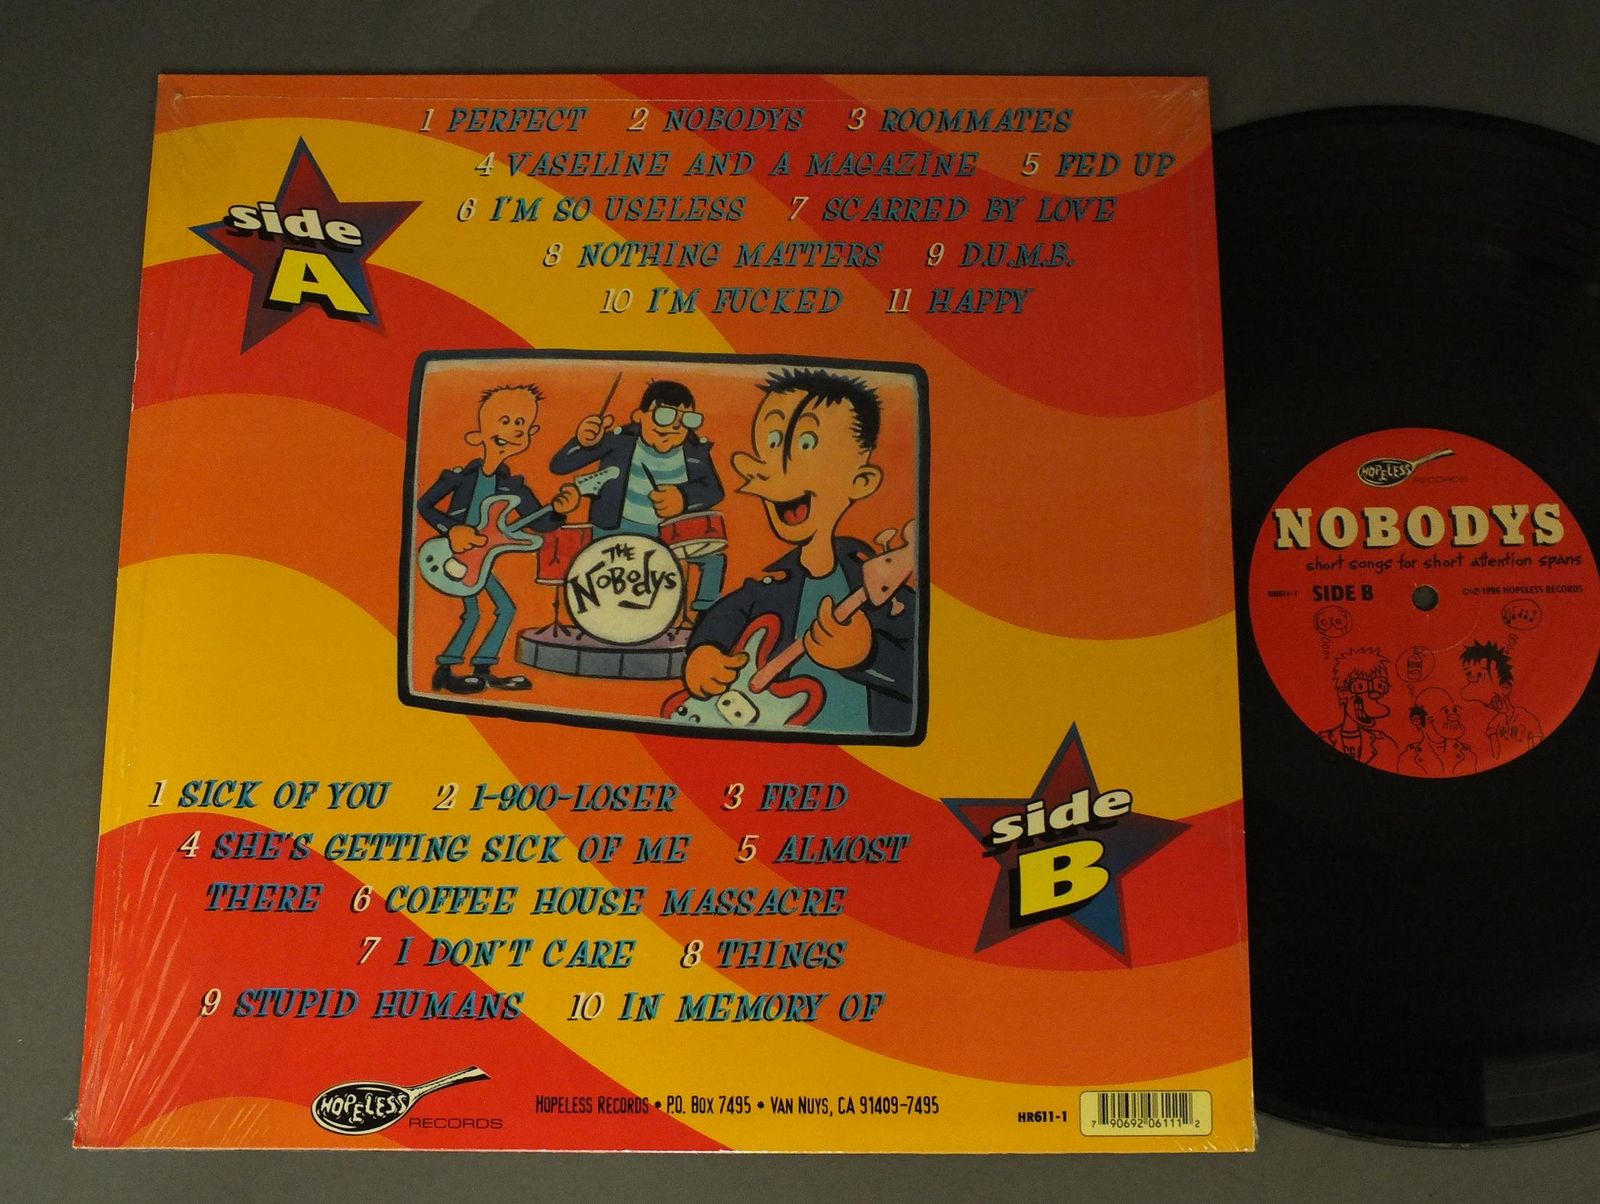 1 PERFECT 2 NOBODYS 3 ROOMMATES
4 VASELINE AND A MAGAZINE 5 FED UP
6 I'M SO USELESS 7 SCARRED BY LOVE
8 NOTHING MATTERS 9 D.U.M.B.
10 I'M FUCKED 11 HAPPY
side
A
THE
NOBODYS
1 SICK OF YOU 2 1-900-LOSER 3 FRED
4 SHE'S GETTING SICK OF ME 5 ALMOST
THERE 6 COFFEE HOUSE MASSACRE
7 I DON'T CARE 8 THINGS
9 STUPID HUMANS 10 IN MEMORY OF
side
B
HOPELESS
RECORDS
HOPELESS RECORDS • P.O. BOX 7495 • VAN NUYS, CA 91409-7495
HR611-1
7 90692 06111 2
HOPELESS
RECORDS
NOBODYS
short songs for short attention spans
HR611-1 SIDE B ©℗ 1996 HOPELESS RECORDS